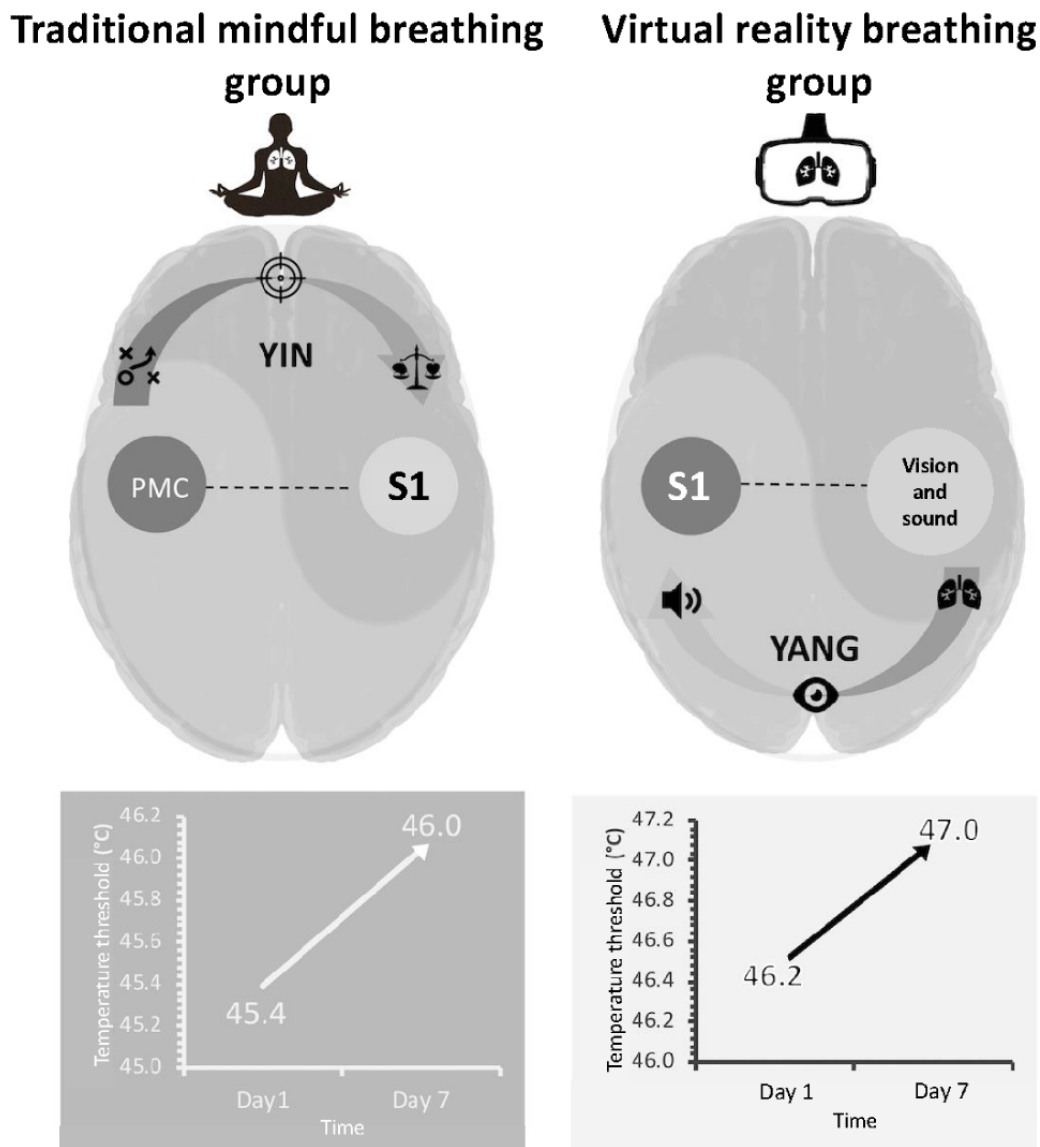 Traditional mindful breathing
group
Virtual reality breathing
group
YIN
PMC
S1
S1
Vision
and
sound
YANG
Temperature threshold (°C)
46.2
46.0
45.8
45.6
45.4
45.2
45.0
46.0
45.4
Day 1
Day 7
Time
Temperature threshold (°C)
47.2
47.0
46.8
46.6
46.4
46.2
46.0
47.0
46.2
Day 1
Day 7
Time